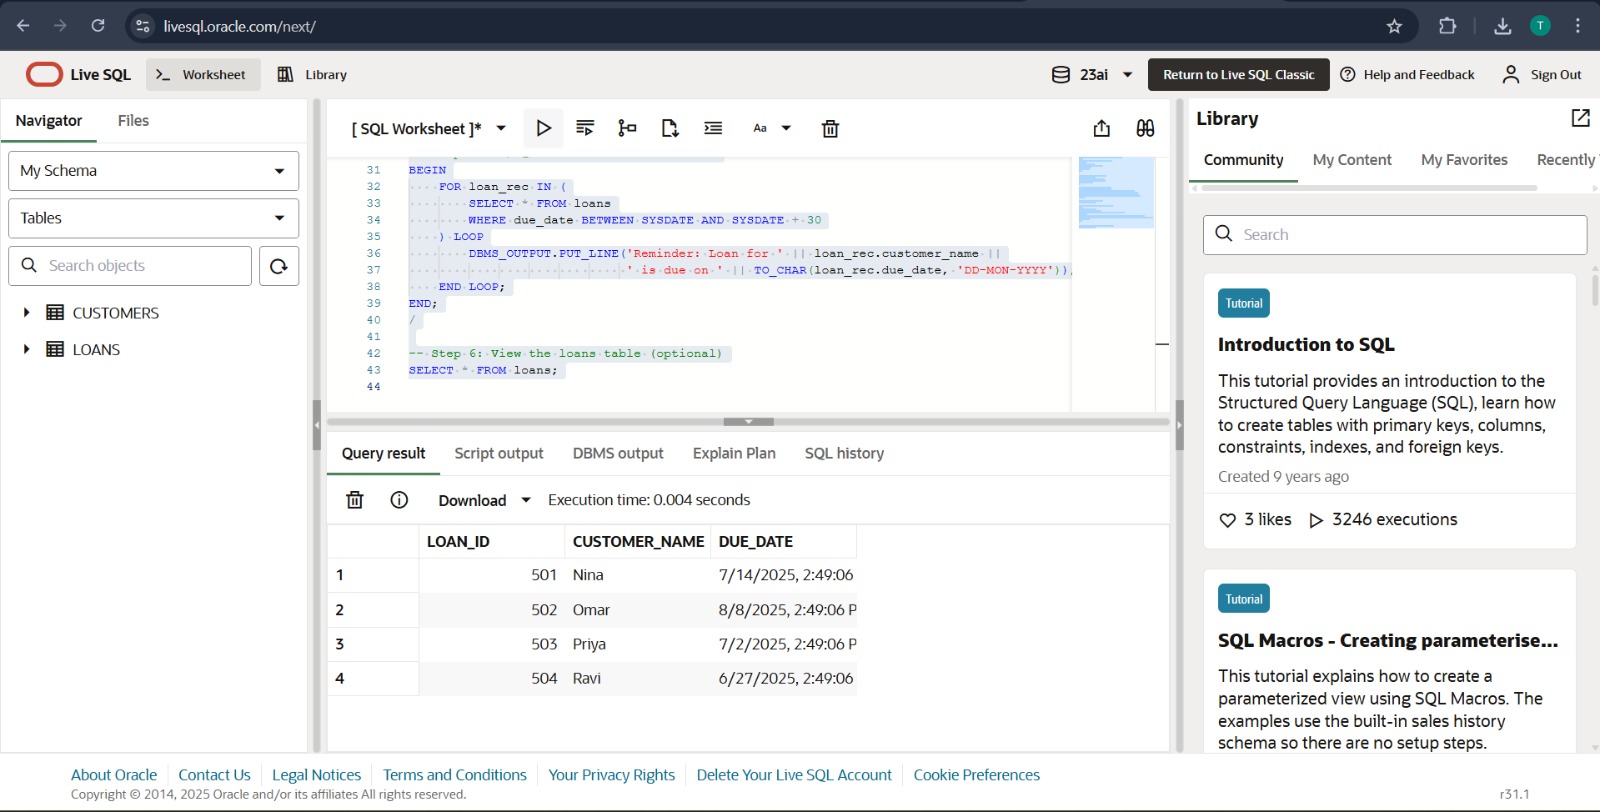 livesql.oracle.com/next/
T
Live SQL
Worksheet
Library
23ai
Return to Live SQL Classic
Help and Feedback
Sign Out
Navigator
Files
My Schema
Tables
Search objects
CUSTOMERS
LOANS
[ SQL Worksheet ]*
Aa
31 BEGIN
32 FOR loan_rec IN (
33 SELECT * FROM loans
34 WHERE due_date BETWEEN SYSDATE AND SYSDATE + 30
35 ) LOOP
36 DBMS_OUTPUT.PUT_LINE('Reminder: Loan for ' || loan_rec.customer_name ||
37 ' is due on ' || TO_CHAR(loan_rec.due_date, 'DD-MON-YYYY'))
38 END LOOP;
39 END;
40 /
41
42 -- Step 6: View the loans table (optional)
43 SELECT * FROM loans;
44
Query result
Script output
DBMS output
Explain Plan
SQL history
Download
Execution time: 0.004 seconds
LOAN_ID CUSTOMER_NAME DUE_DATE
1 501 Nina 7/14/2025, 2:49:06
2 502 Omar 8/8/2025, 2:49:06 P
3 503 Priya 7/2/2025, 2:49:06 P
4 504 Ravi 6/27/2025, 2:49:06
Library
Community
My Content
My Favorites
Recently
Search
Tutorial
Introduction to SQL
This tutorial provides an introduction to the
Structured Query Language (SQL), learn how
to create tables with primary keys, columns,
constraints, indexes, and foreign keys.
Created 9 years ago
3 likes
3246 executions
Tutorial
SQL Macros - Creating parameterise...
This tutorial explains how to create a
parameterized view using SQL Macros. The
examples use the built-in sales history
schema so there are no setup steps.
About Oracle
Contact Us
Legal Notices
Terms and Conditions
Your Privacy Rights
Delete Your Live SQL Account
Cookie Preferences
Copyright © 2014, 2025 Oracle and/or its affiliates All rights reserved.
r31.1